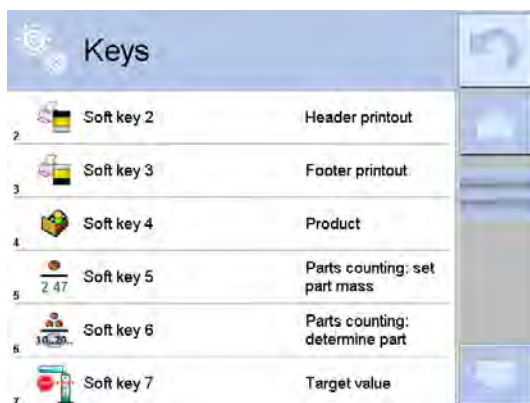 Keys
2 Soft key 2 Header printout
3 Soft key 3 Footer printout
4 Soft key 4 Product
5 2 47 Soft key 5 Parts counting: set
part mass
6 10..20.. Soft key 6 Parts counting:
determine part
7 Soft key 7 Target value